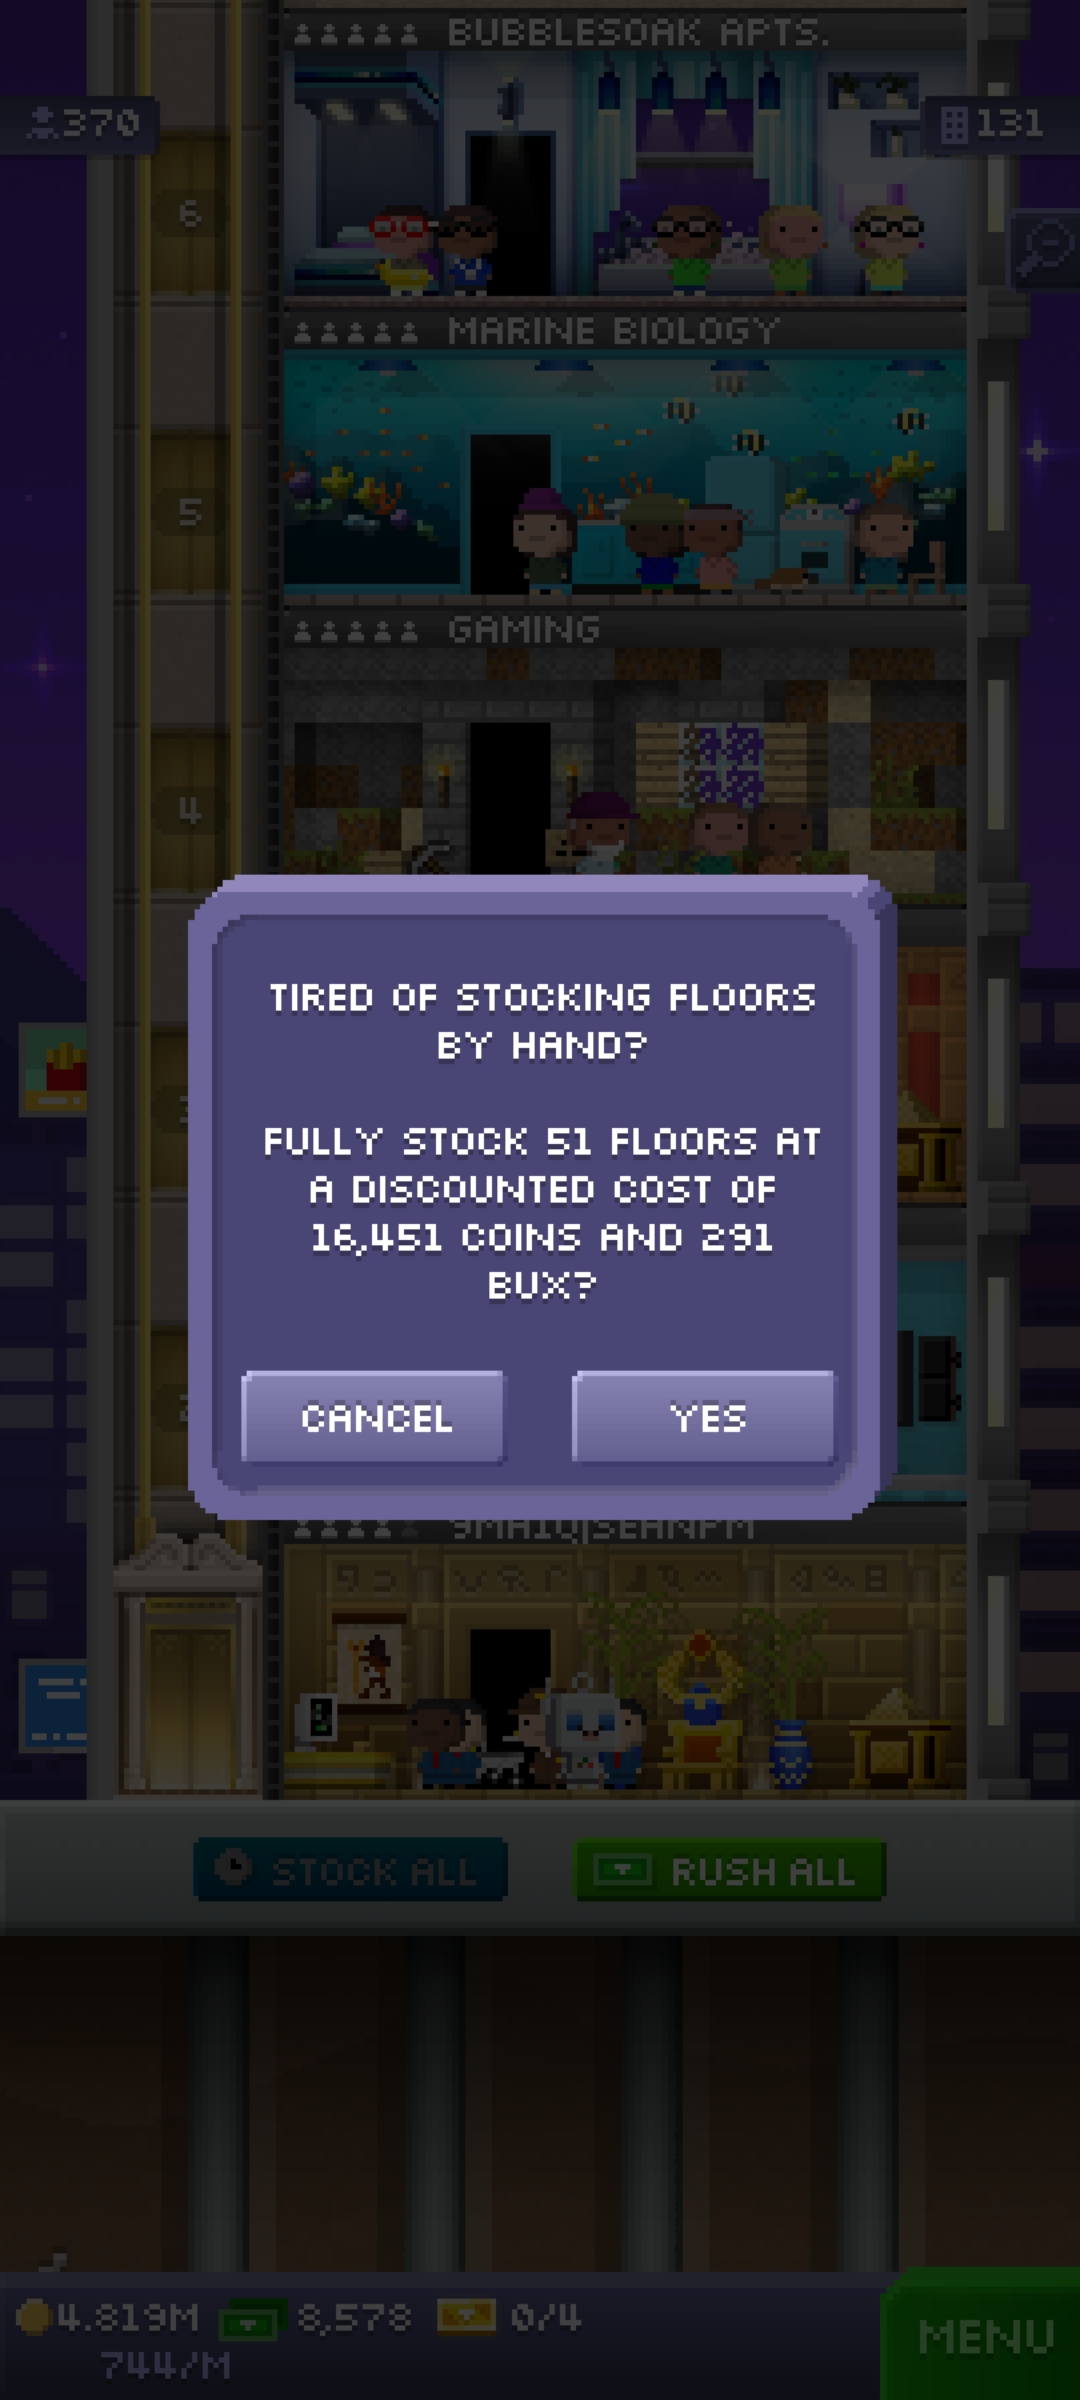 BUBBLESOAK APTS.
370
131
6
MARINE BIOLOGY
5
GAMING
4
TIRED OF STOCKING FLOORS
BY HAND?
FULLY STOCK 51 FLOORS AT
A DISCOUNTED COST OF
16,451 COINS AND 291
BUX?
CANCEL
YES
STOCK ALL
RUSH ALL
4.819M
8,578
0/4
744/M
MENU